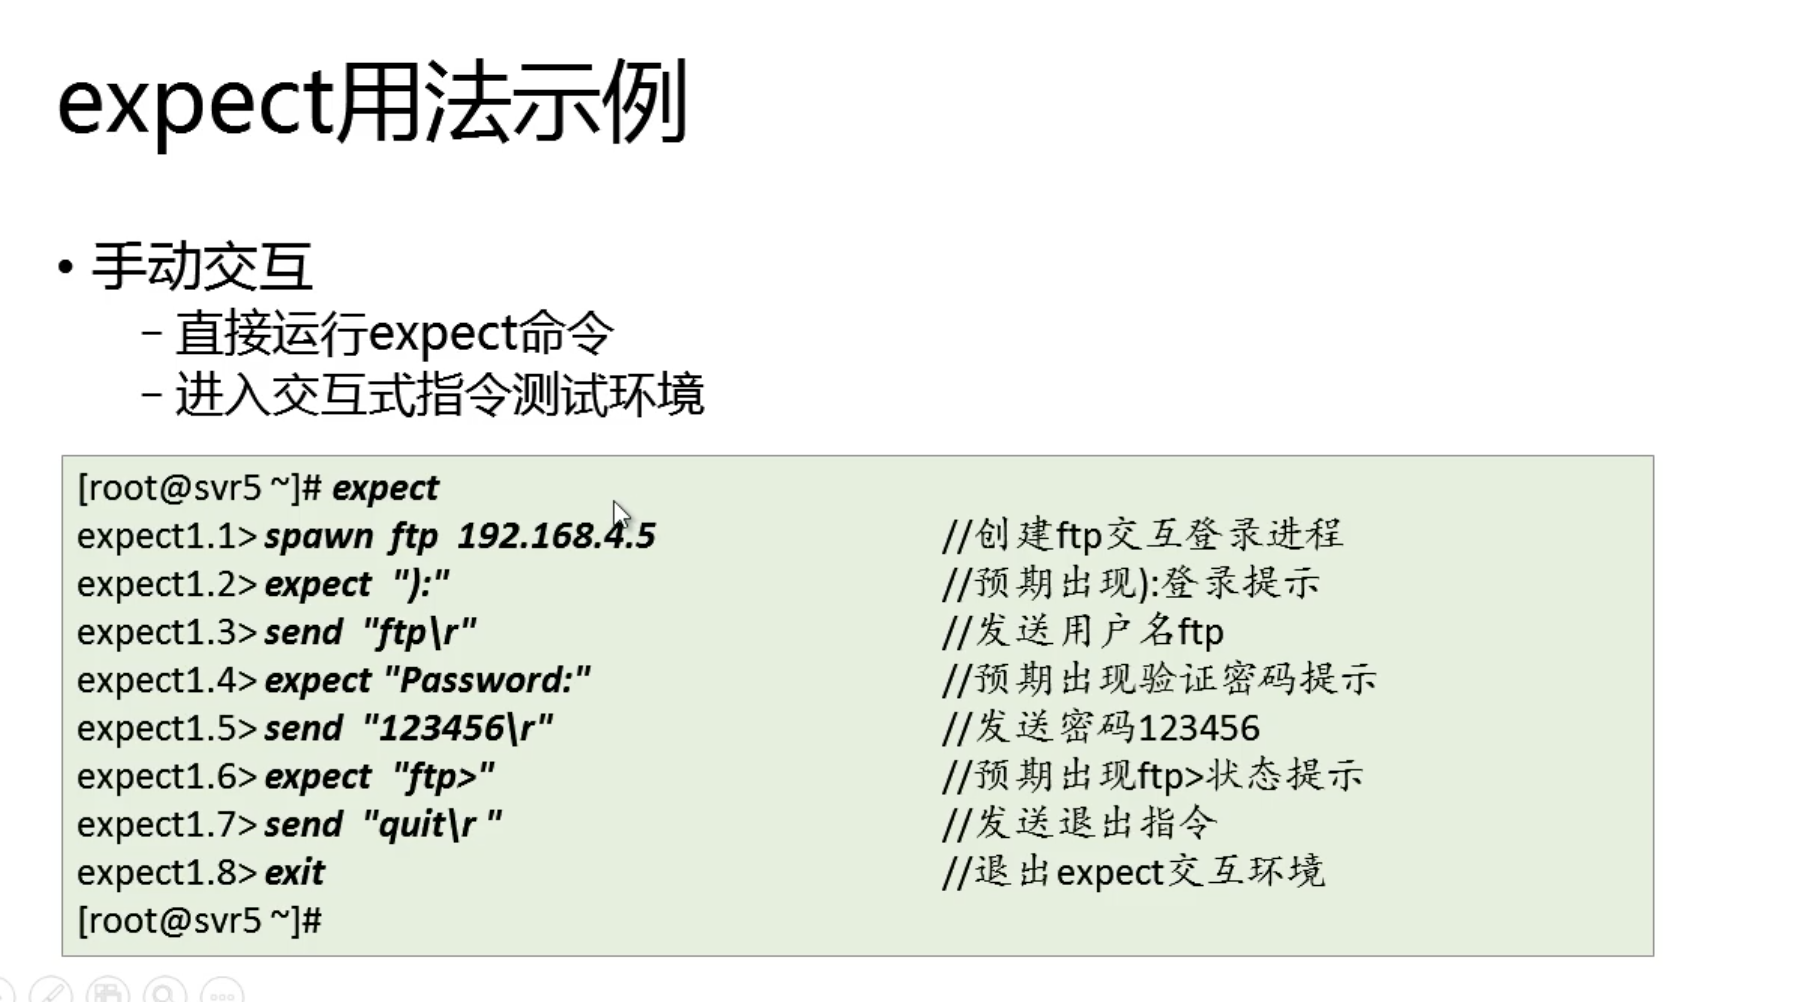 expect用法示例
• 手动交互
– 直接运行expect命令
– 进入交互式指令测试环境
[root@svr5 ~]# expect
expect1.1> spawn ftp 192.168.4.5 //创建ftp交互登录进程
expect1.2> expect "):" //预期出现):登录提示
expect1.3> send "ftp\r" //发送用户名ftp
expect1.4> expect "Password:" //预期出现验证密码提示
expect1.5> send "123456\r" //发送密码123456
expect1.6> expect "ftp>" //预期出现ftp>状态提示
expect1.7> send "quit\r " //发送退出指令
expect1.8> exit //退出expect交互环境
[root@svr5 ~]#